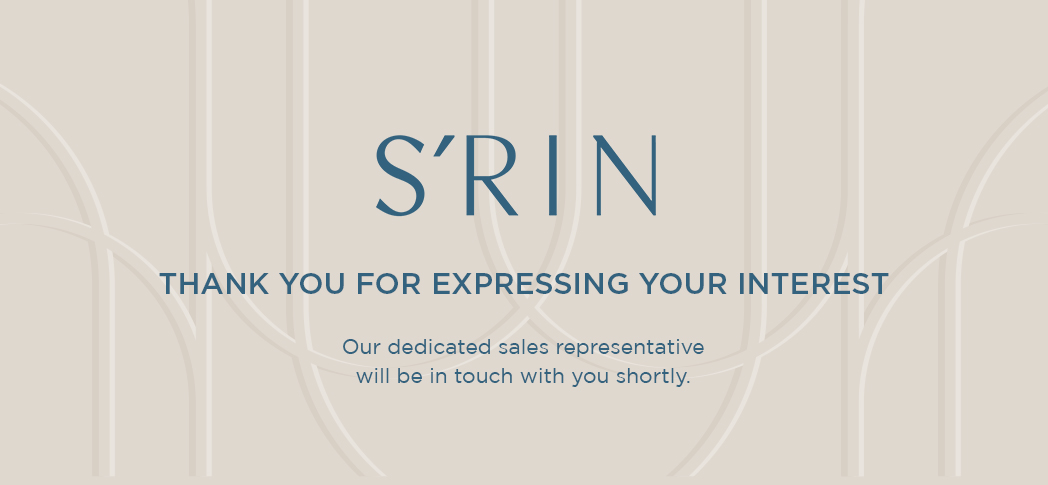 S'RIN
THANK YOU FOR EXPRESSING YOUR INTEREST
Our dedicated sales representative
will be in touch with you shortly.